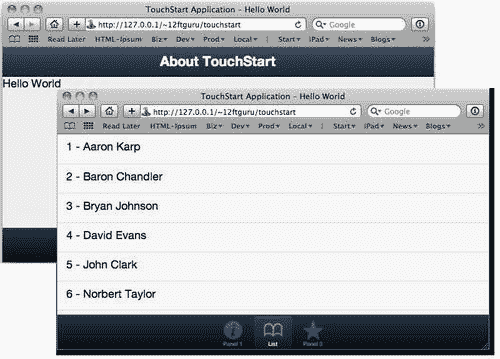 TouchStart Application - Hello World
http://127.0.0.1/~12ftguru/touchstart
Google
Read Later HTML-Ipsum Biz Dev Prod Local Start iPad News Blogs
About TouchStart
Hello World
TouchStart Application - Hello World
http://127.0.0.1/~12ftguru/touchstart
Google
Read Later HTML-Ipsum Biz Dev Prod Local Start iPad News Blogs
1 - Aaron Karp
2 - Baron Chandler
3 - Bryan Johnson
4 - David Evans
5 - John Clark
6 - Norbert Taylor
Panel 1 List Panel 3